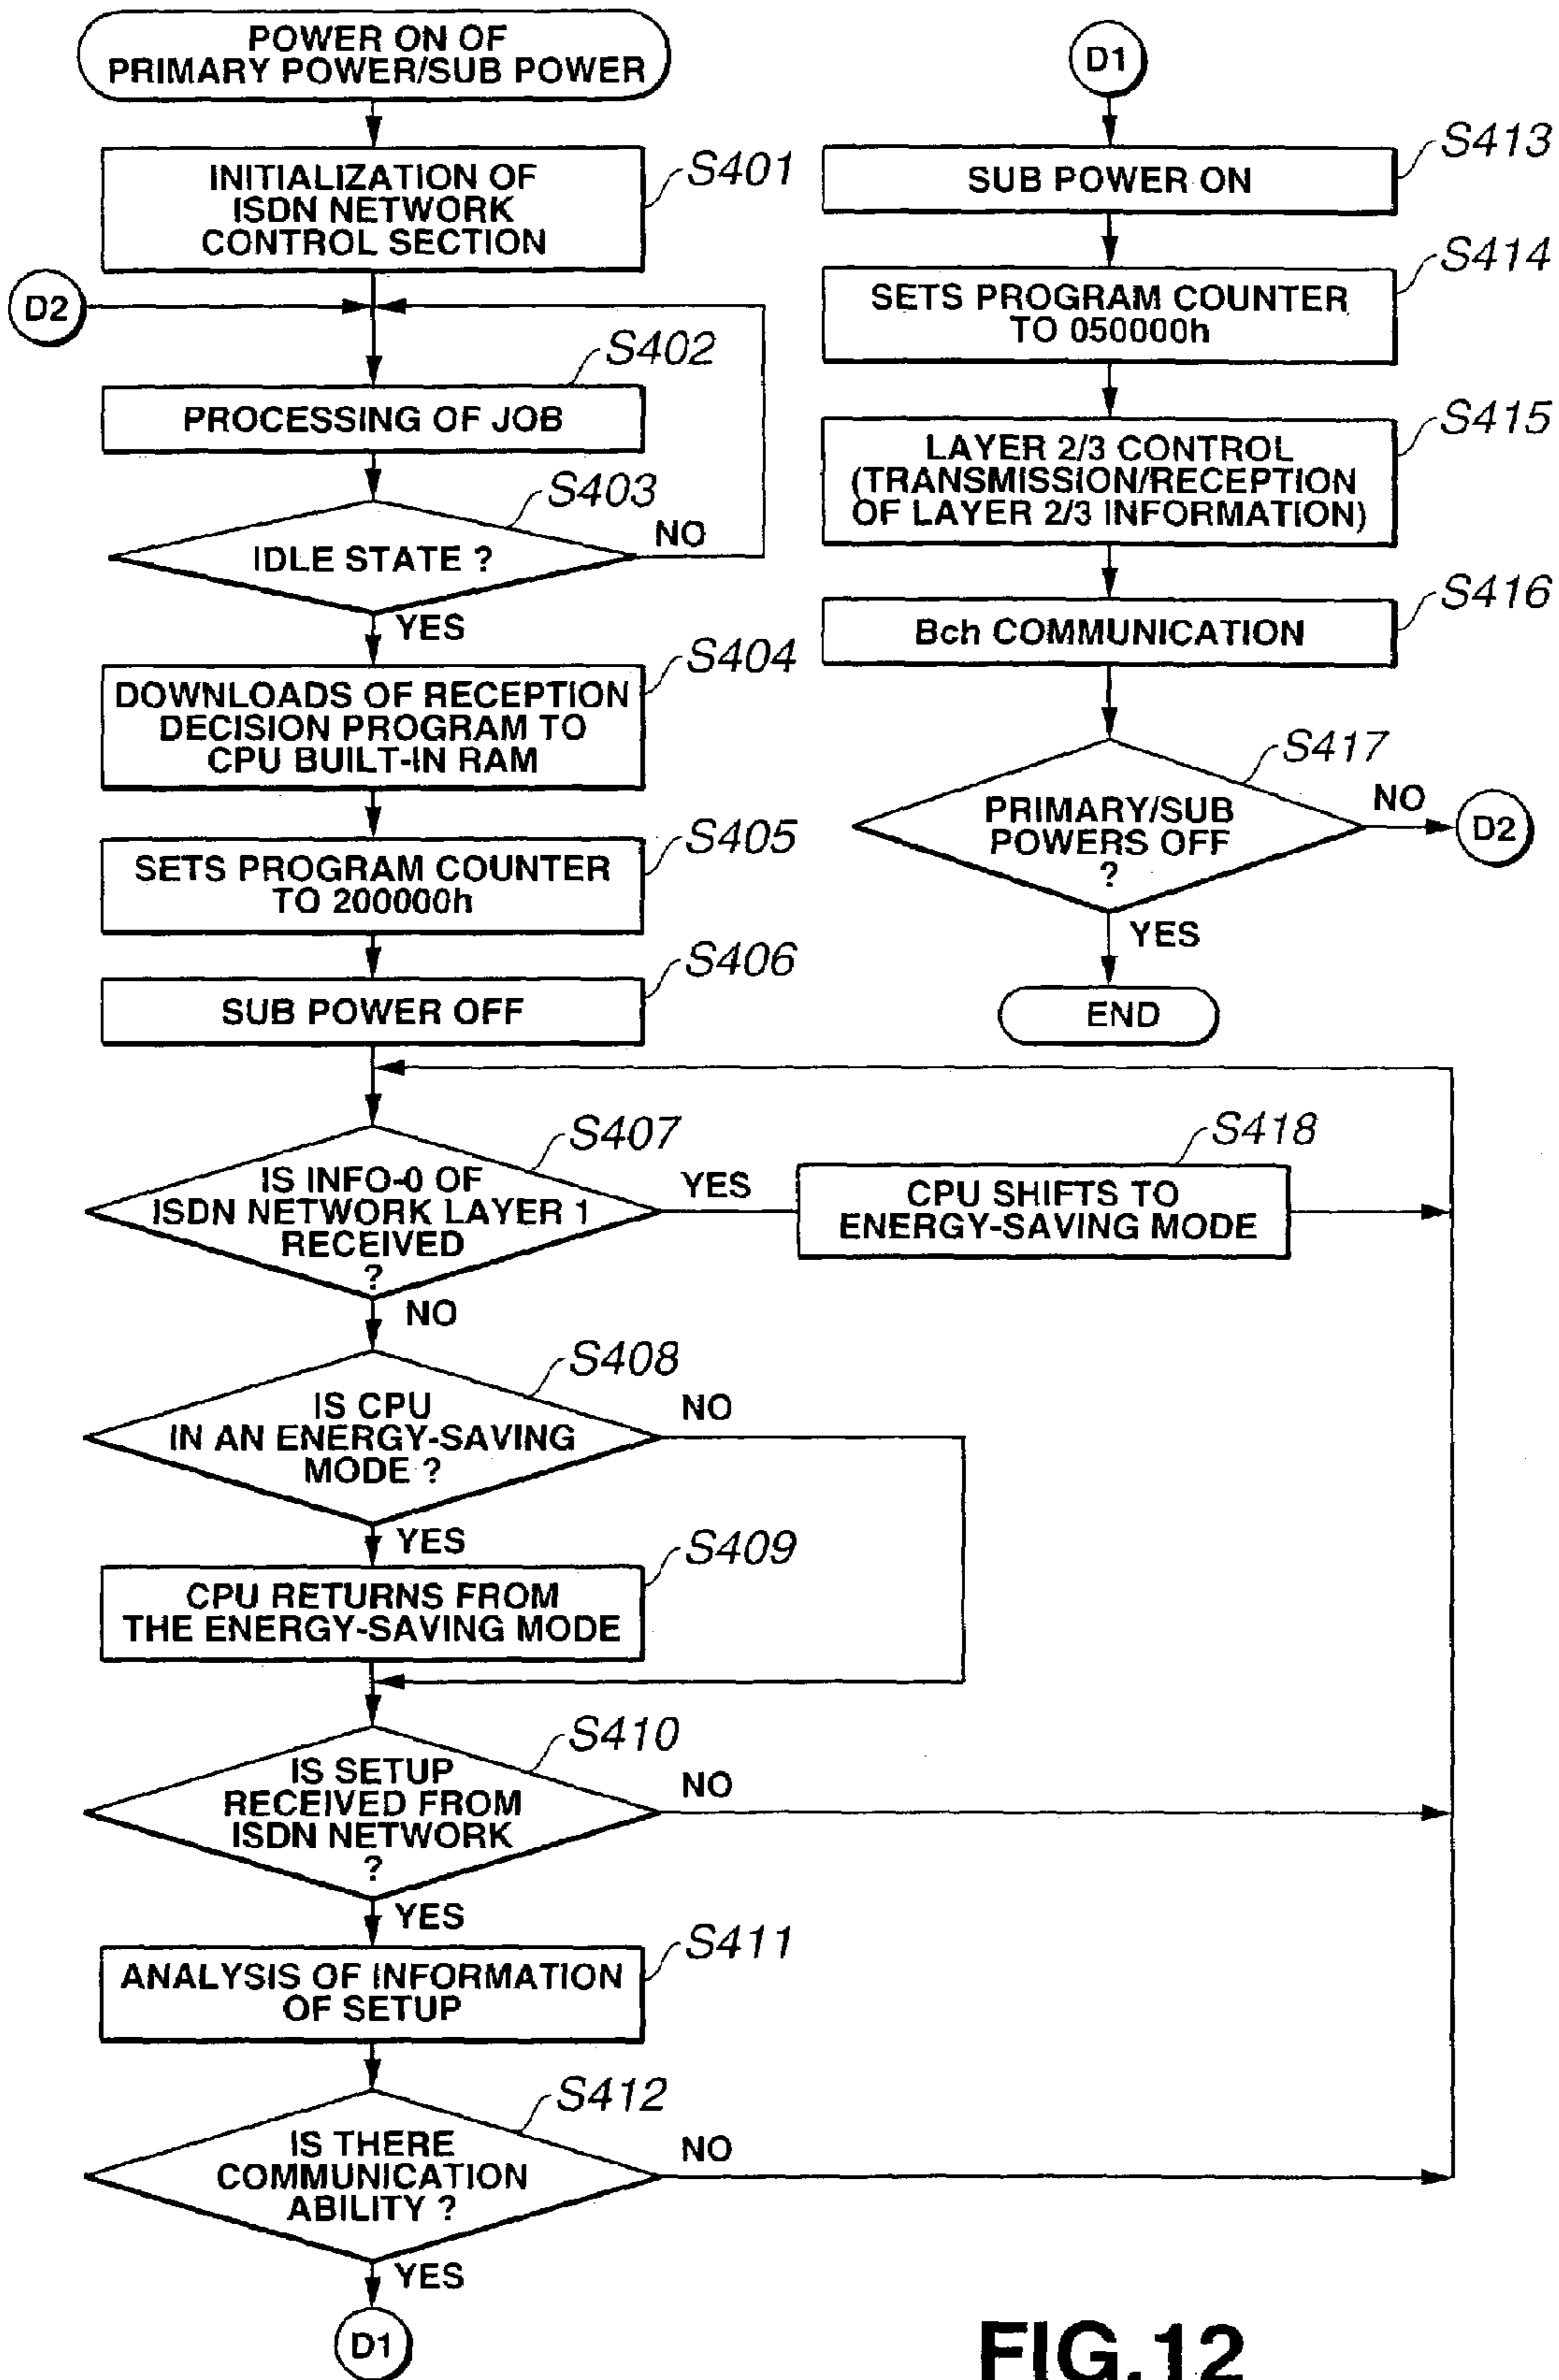 POWER ON OF
PRIMARY POWER/SUB POWER
INITIALIZATION OF
ISDN NETWORK
CONTROL SECTION
S401
D2
S402
PROCESSING OF JOB
S403
IDLE STATE ?
NO
YES
S404
DOWNLOADS OF RECEPTION
DECISION PROGRAM TO
CPU BUILT-IN RAM
S405
SETS PROGRAM COUNTER
TO 200000h
S406
SUB POWER OFF
S407
IS INFO-0 OF
ISDN NETWORK LAYER 1
RECEIVED
?
YES
S418
CPU SHIFTS TO
ENERGY-SAVING MODE
NO
S408
IS CPU
IN AN ENERGY-SAVING
MODE ?
NO
YES
S409
CPU RETURNS FROM
THE ENERGY-SAVING MODE
S410
IS SETUP
RECEIVED FROM
ISDN NETWORK
?
NO
YES
S411
ANALYSIS OF INFORMATION
OF SETUP
S412
IS THERE
COMMUNICATION
ABILITY ?
NO
YES
D1
D1
S413
SUB POWER ON
S414
SETS PROGRAM COUNTER
TO 050000h
S415
LAYER 2/3 CONTROL
(TRANSMISSION/RECEPTION
OF LAYER 2/3 INFORMATION)
S416
Bch COMMUNICATION
S417
PRIMARY/SUB
POWERS OFF
?
NO
D2
YES
END
FIG.12